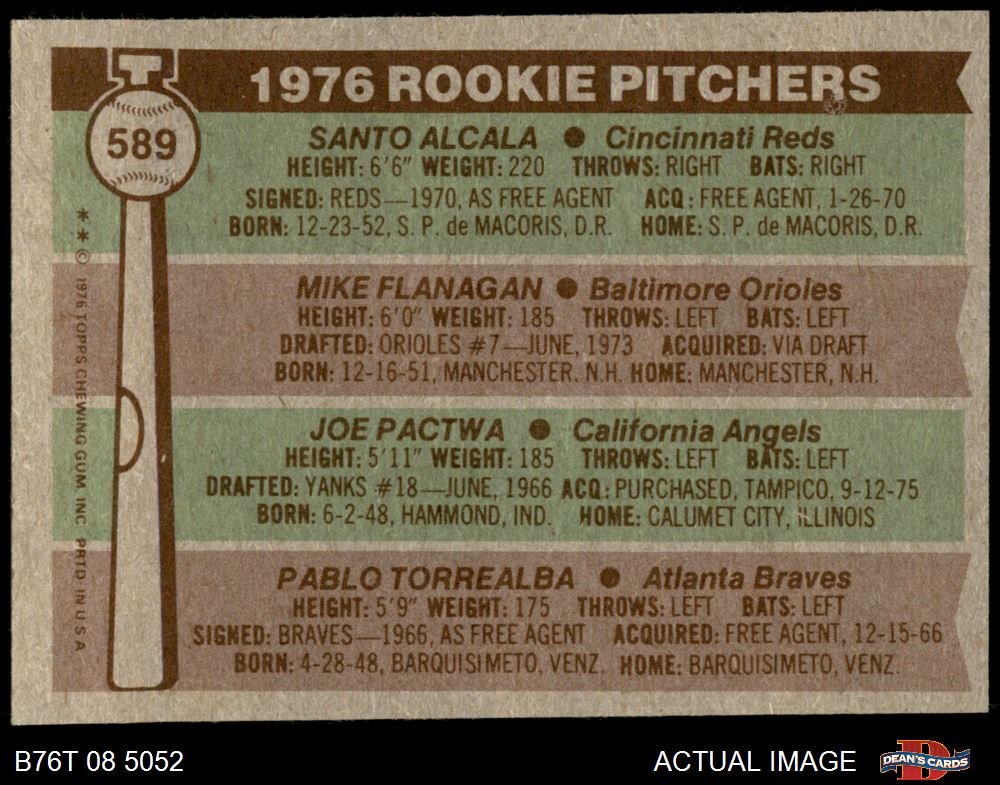 1976 ROOKIE PITCHERS
589
SANTO ALCALA ● Cincinnati Reds
HEIGHT: 6'6" WEIGHT: 220 THROWS: RIGHT BATS: RIGHT
SIGNED: REDS—1970, AS FREE AGENT ACQ: FREE AGENT, 1-26-70
BORN: 12-23-52, S. P. de MACORIS, D.R. HOME: S. P. de MACORIS, D.R.
MIKE FLANAGAN ● Baltimore Orioles
HEIGHT: 6'0" WEIGHT: 185 THROWS: LEFT BATS: LEFT
DRAFTED: ORIOLES #7—JUNE, 1973 ACQUIRED: VIA DRAFT
BORN: 12-16-51, MANCHESTER. N.H. HOME: MANCHESTER, N.H.
JOE PACTWA ● California Angels
HEIGHT: 5'11" WEIGHT: 185 THROWS: LEFT BATS: LEFT
DRAFTED: YANKS #18—JUNE, 1966 ACQ: PURCHASED, TAMPICO, 9-12-75
BORN: 6-2-48, HAMMOND, IND. HOME: CALUMET CITY, ILLINOIS
PABLO TORREALBA ● Atlanta Braves
HEIGHT: 5'9" WEIGHT: 175 THROWS: LEFT BATS: LEFT
SIGNED: BRAVES—1966, AS FREE AGENT ACQUIRED: FREE AGENT, 12-15-66
BORN: 4-28-48, BARQUISIMETO, VENZ. HOME: BARQUISIMETO, VENZ.
** © 1976 TOPPS CHEWING GUM, INC. PRTD. IN U.S.A.
B76T 08 5052 ACTUAL IMAGE DEAN'S CARDS